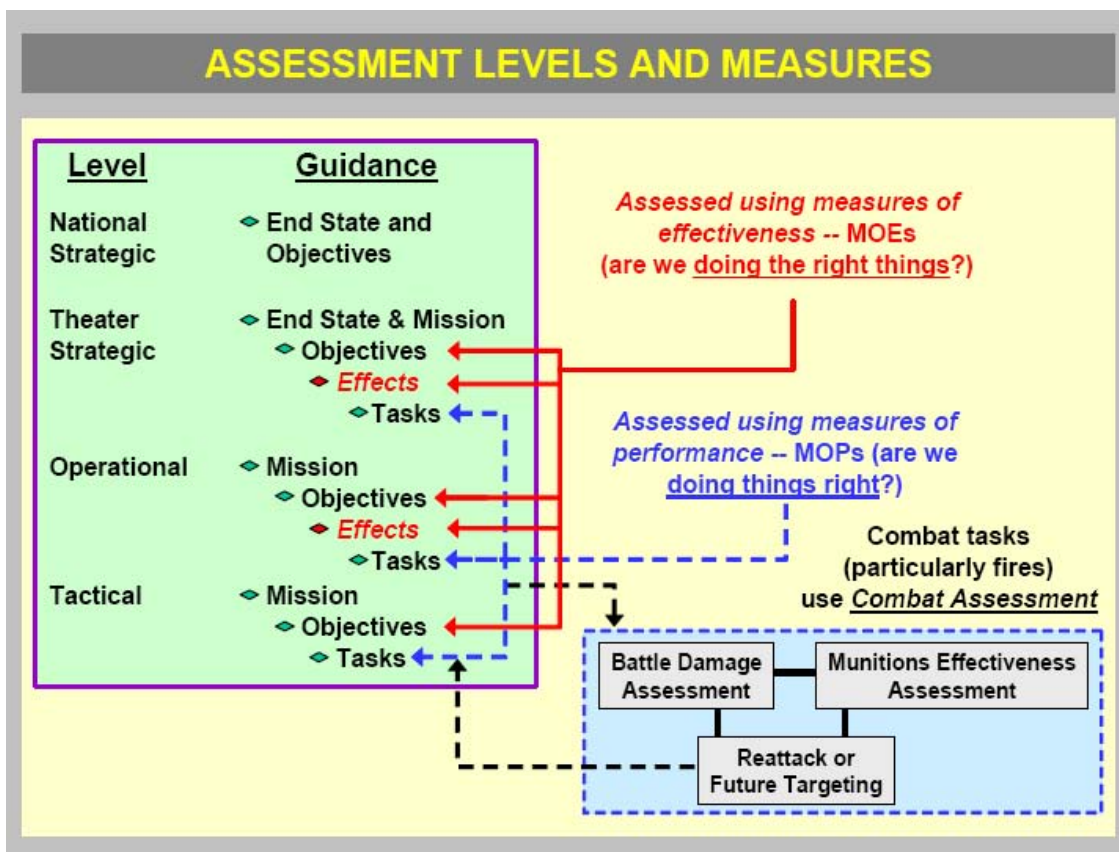 ASSESSMENT LEVELS AND MEASURES
Level
Guidance
National
Strategic
End State and
Objectives
Theater
Strategic
End State & Mission
Objectives
Effects
Tasks
Operational
Mission
Objectives
Effects
Tasks
Tactical
Mission
Objectives
Tasks
Assessed using measures of
effectiveness -- MOEs
(are we doing the right things?)
Assessed using measures of
performance -- MOPs (are we
doing things right?)
Combat tasks
(particularly fires)
use Combat Assessment
Battle Damage
Assessment
Munitions Effectiveness
Assessment
Reattack or
Future Targeting